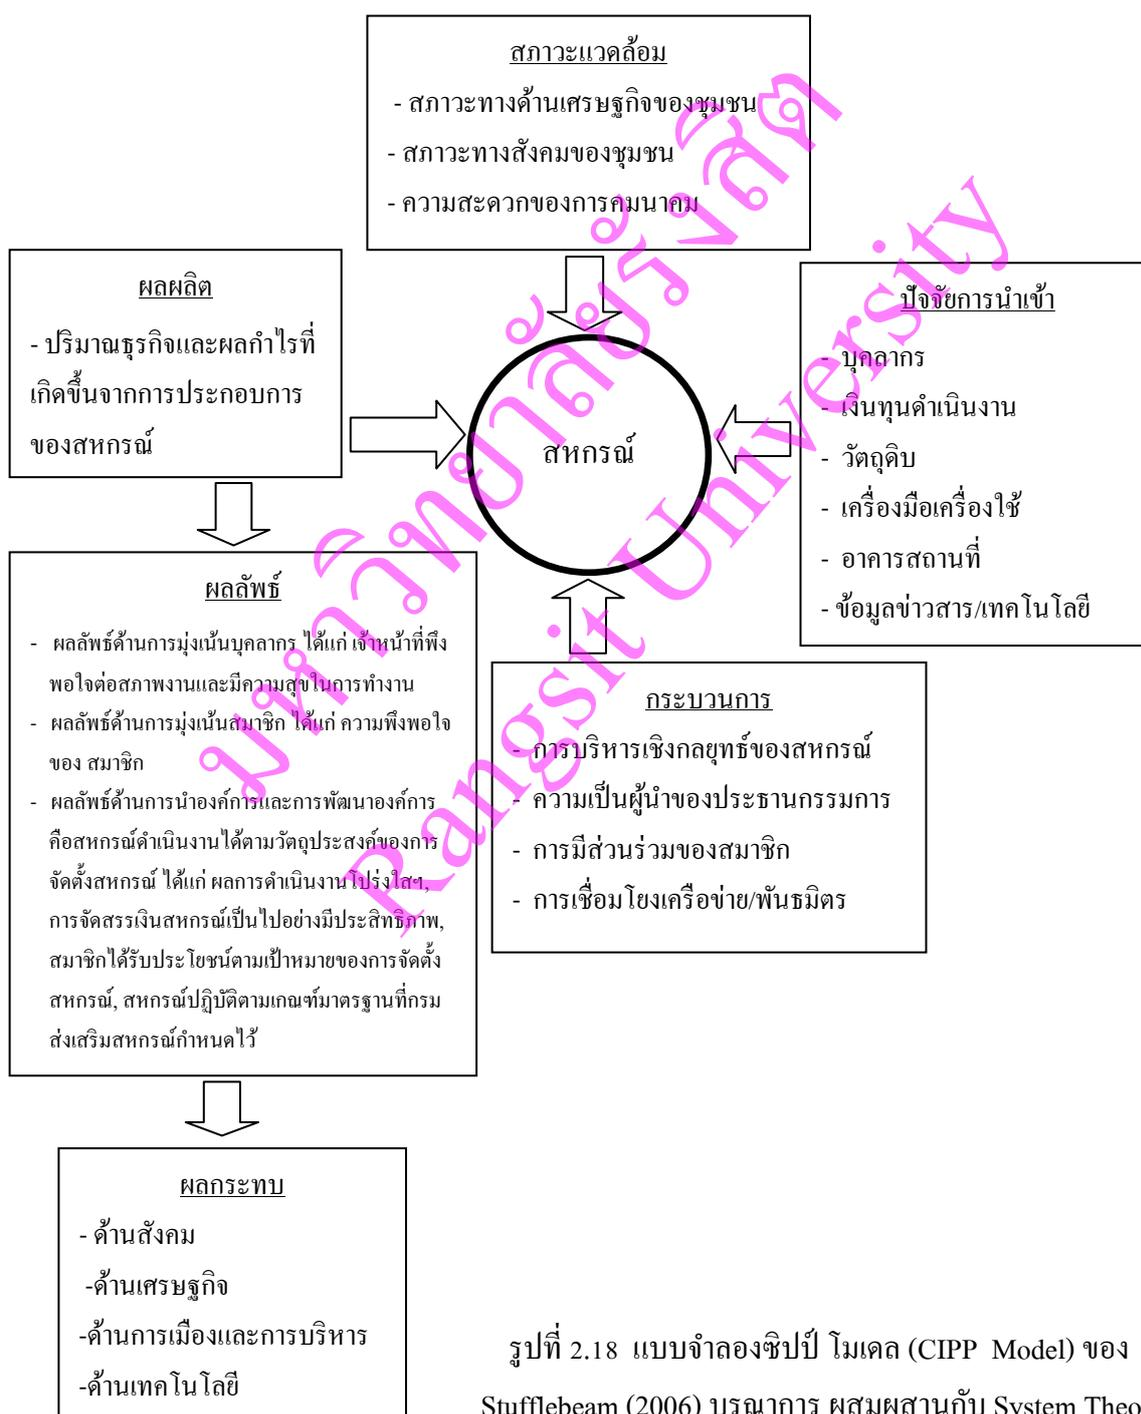 สภาวะแวดล้อม
- สภาวะทางด้านเศรษฐกิจของชุมชน
- สภาวะทางสังคมของชุมชน
- ความสะดวกของการคมนาคม
ผลผลิต
- ปริมาณธุรกิจและผลกำไรที่
เกิดขึ้นจากการประกอบการ
ของสหกรณ์
สหกรณ์
ปัจจัยการนำเข้า
- บุคลากร
- เงินทุนดำเนินงาน
- วัตถุดิบ
- เครื่องมือเครื่องใช้
- อาคารสถานที่
- ข้อมูลข่าวสาร/เทคโนโลยี
ผลลัพธ์
- ผลลัพธ์ด้านการมุ่งเน้นบุคลากร ได้แก่ เจ้าหน้าที่พึง
พอใจต่อสภาพงานและมีความสุขในการทำงาน
- ผลลัพธ์ด้านการมุ่งเน้นสมาชิก ได้แก่ ความพึงพอใจ
ของ สมาชิก
- ผลลัพธ์ด้านการนำองค์การและการพัฒนาองค์การ
คือสหกรณ์ดำเนินงานได้ตามวัตถุประสงค์ของการ
จัดตั้งสหกรณ์ ได้แก่ ผลการดำเนินงานโปร่งใสฯ,
การจัดสรรเงินสหกรณ์เป็นไปอย่างมีประสิทธิภาพ,
สมาชิกได้รับประโยชน์ตามเป้าหมายของการจัดตั้ง
สหกรณ์, สหกรณ์ปฏิบัติตามเกณฑ์มาตรฐานที่กรม
ส่งเสริมสหกรณ์กำหนดไว้
กระบวนการ
- การบริหารเชิงกลยุทธ์ของสหกรณ์
- ความเป็นผู้นำของประธานกรรมการ
- การมีส่วนร่วมของสมาชิก
- การเชื่อมโยงเครือข่าย/พันธมิตร
ผลกระทบ
- ด้านสังคม
-ด้านเศรษฐกิจ
-ด้านการเมืองและการบริหาร
-ด้านเทคโนโลยี
รูปที่ 2.18 แบบจำลองซิปป์ โมเดล (CIPP Model) ของ
Stufflebeam (2006) บูรณาการ ผสมผสานกับ System
มหาวิทยาลัยรังสิต
Rangsit University